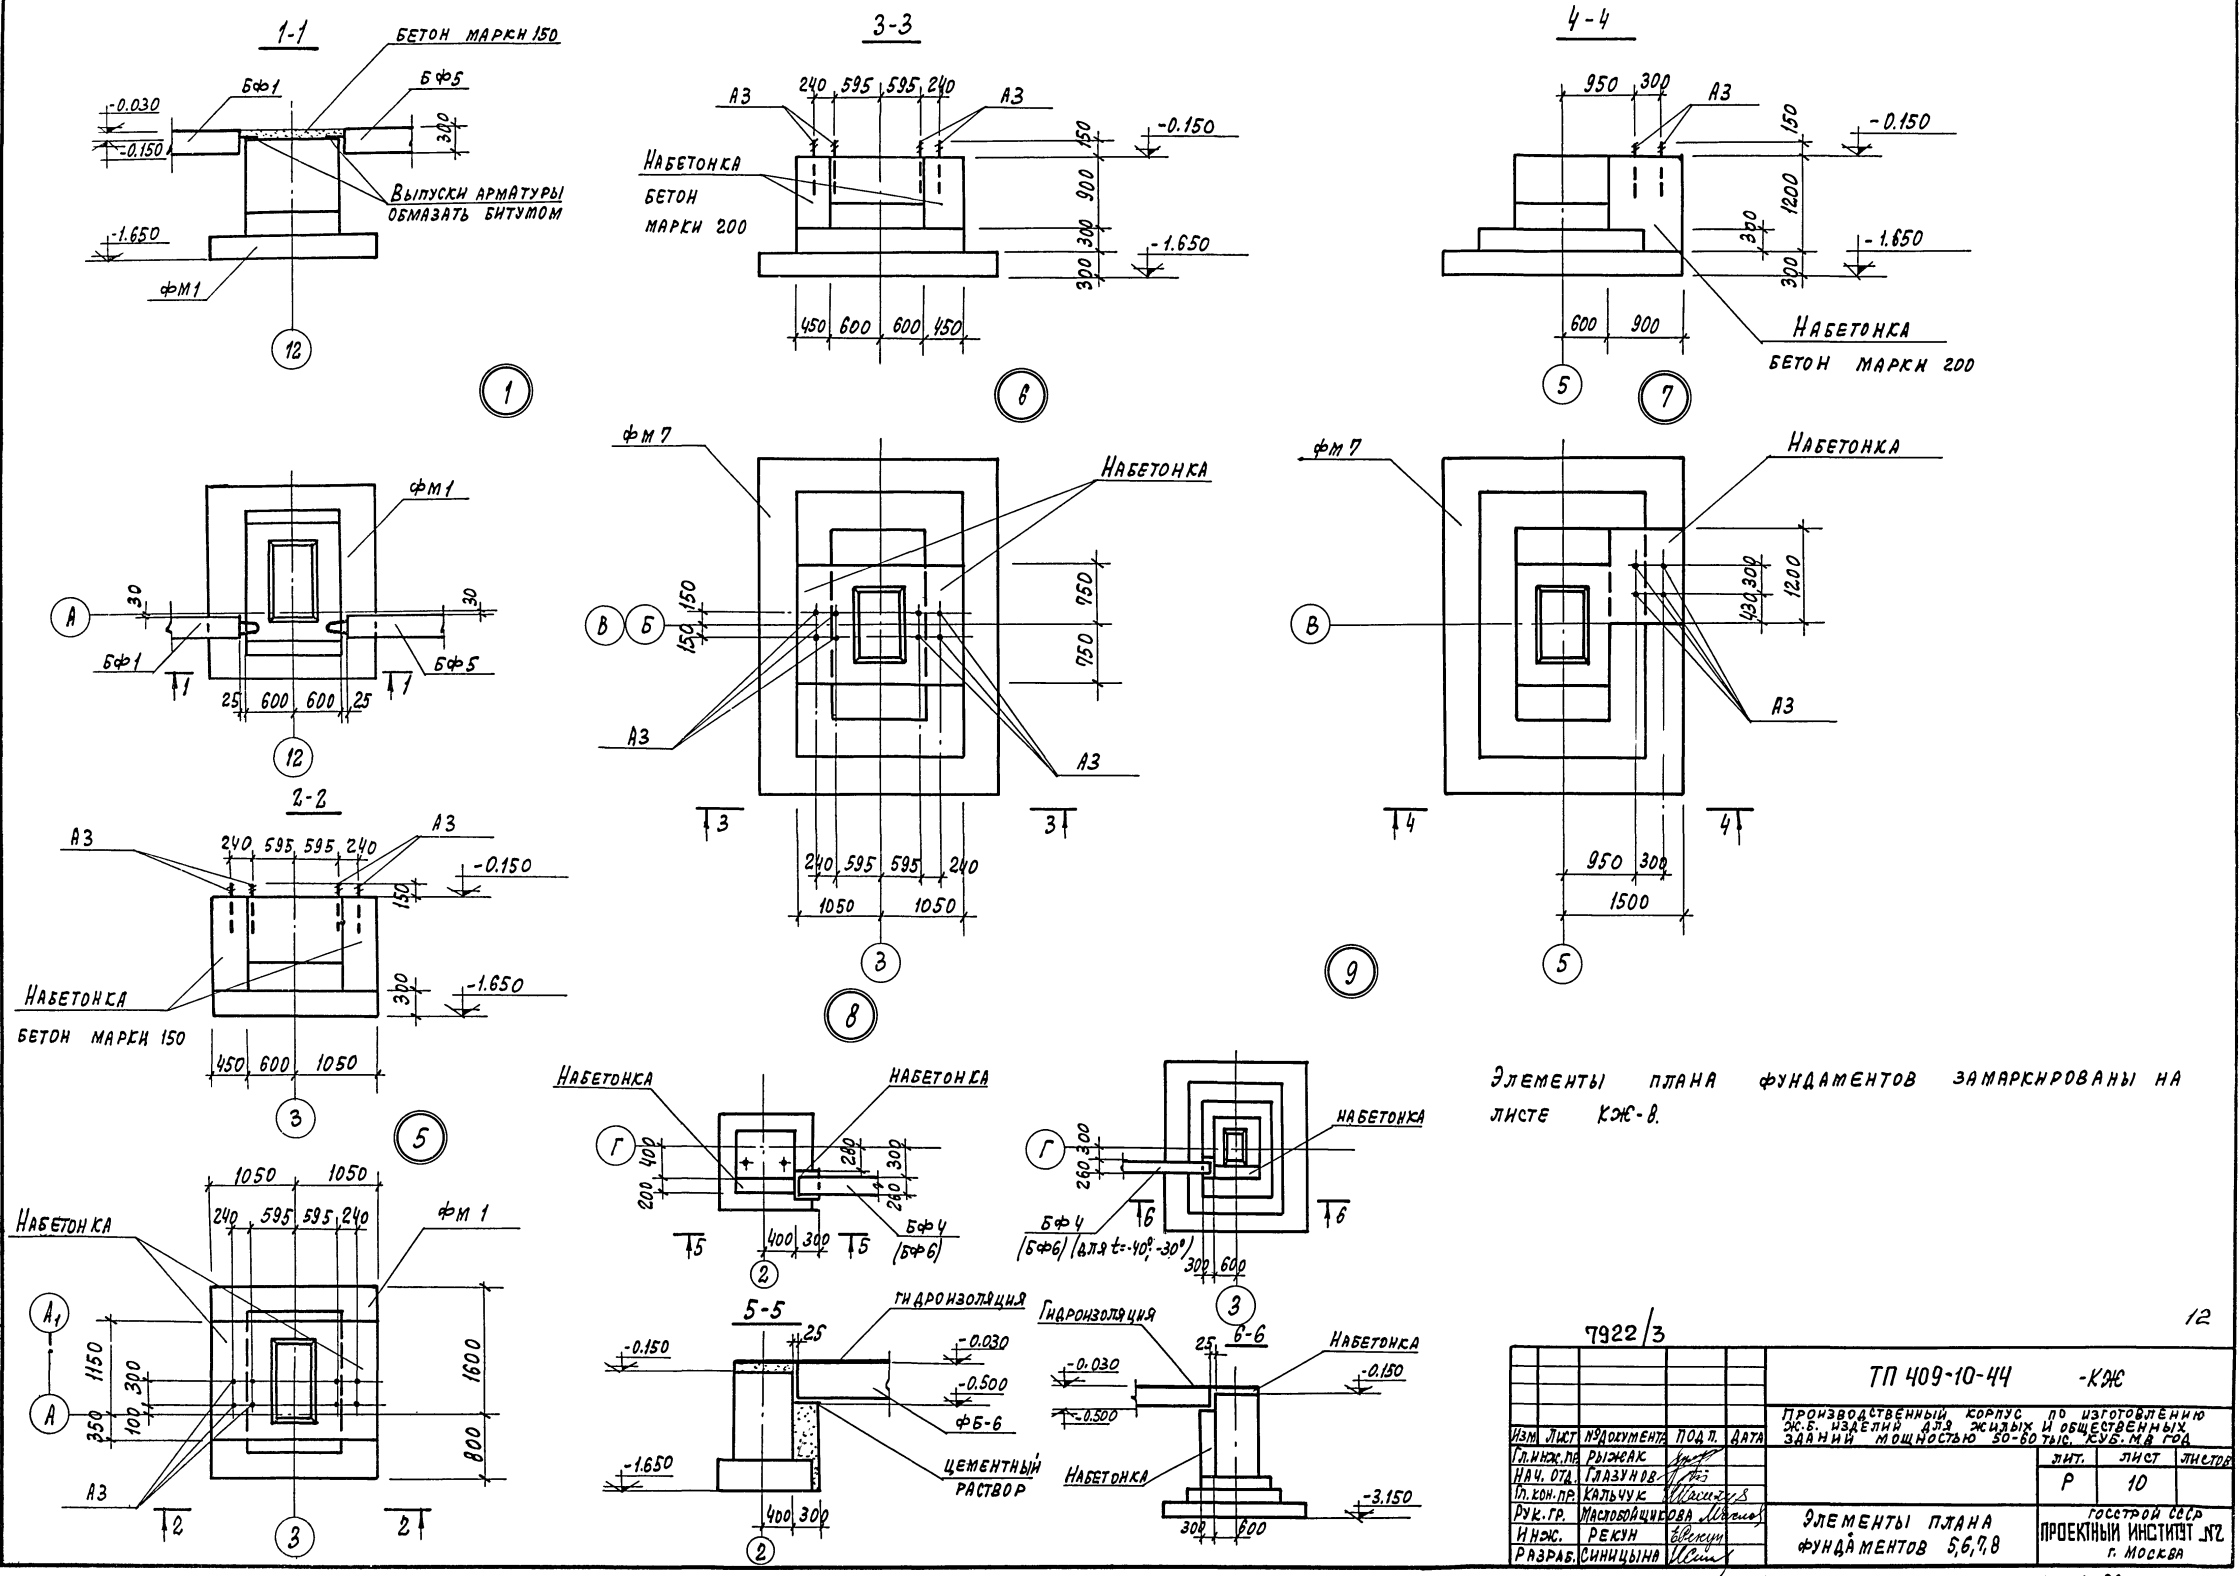 1-1
БЕТОН МАРКИ 150
БФ1
БФ5
-0.030
-0.150
300
ВЫПУСКИ АРМАТУРЫ
ОБМАЗАТЬ БИТУМОМ
-1.650
ФМ1
12
1
ФМ1
30
30
А
БФ1
БФ5
1 1
25 600 600 25
12
2-2
А3
А3
240 595 595 240
-0.150
150
НАБЕТОНКА
БЕТОН МАРКИ 150
300
-1.650
450 600 1050
3
5
1050 1050
НАБЕТОНКА
240 595 595 240
ФМ 1
А1
А
1150
300
350
100
1600
800
А3
2 2
3
3-3
240 595 595 240
А3
А3
150
-0.150
НАБЕТОНКА
БЕТОН
МАРКИ 200
900
300
300
-1.650
450 600 600 450
6
ФМ7
НАБЕТОНКА
В Б
150
150
750
750
А3
А3
3 3
240 595 595 240
1050 1050
3
4-4
950 300
А3
150
-0.150
1200
300
300
-1.650
600 900
НАБЕТОНКА
БЕТОН МАРКИ 200
5
7
ФМ7
НАБЕТОНКА
В
300
430
1200
А3
4 4
950 300
1500
5
8
НАБЕТОНКА
НАБЕТОНКА
Г
400
200
280
300
260
БФ4
(БФ6)
5 5
400 300
2
5-5
ГИДРОИЗОЛЯЦИЯ
25
-0.150
-0.030
-0.500
ФБ-6
-1.650
ЦЕМЕНТНЫЙ
РАСТВОР
400 300
2
9
НАБЕТОНКА
Г
300
260
БФ4
(БФ6) (ДЛЯ t=-40°,-30°)
6 6
300 600
3
ГИДРОИЗОЛЯЦИЯ
6-6
25
НАБЕТОНКА
-0.030
-0.150
-0.500
НАБЕТОНКА
-3.150
300 600
ЭЛЕМЕНТЫ ПЛАНА ФУНДАМЕНТОВ ЗАМАРКИРОВАНЫ НА
ЛИСТЕ КЖ-8.
7922/3
12
ТП 409-10-44 -КЖ
ПРОИЗВОДСТВЕННЫЙ КОРПУС ПО ИЗГОТОВЛЕНИЮ
Ж.Б. ИЗДЕЛИЙ ДЛЯ ЖИЛЫХ И ОБЩЕСТВЕННЫХ
ЗДАНИЙ МОЩНОСТЬЮ 50-60 ТЫС. КУБ.М.В ГОД
ИЗМ ЛИСТ №ДОКУМЕНТА ПОДП. ДАТА
ГЛ.ИНЖ.ПР. РЫЖАК
НАЧ. ОТД. ГЛАЗУНОВ
ГЛ.КОН.ПР. КАЛЬЧУК
РУК.ГР. МАСЛОБОЙЩИКОВА
ИНЖ. РЕКУН
РАЗРАБ. СИНИЦЫНА
ЛИТ. ЛИСТ ЛИСТОВ
Р 10
ЭЛЕМЕНТЫ ПЛАНА
ФУНДАМЕНТОВ 5,6,7,8
ГОССТРОЙ СССР
ПРОЕКТНЫЙ ИНСТИТУТ №2
Г. МОСКВА